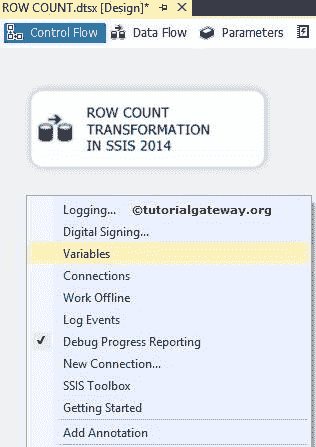 ROW COUNT.dtsx [Design]*
Control Flow Data Flow Parameters
ROW COUNT
TRANSFORMATION
IN SSIS 2014
Logging... ©tutorialgateway.org
Digital Signing...
Variables
Connections
Work Offline
Log Events
Debug Progress Reporting
New Connection...
SSIS Toolbox
Getting Started
Add Annotation